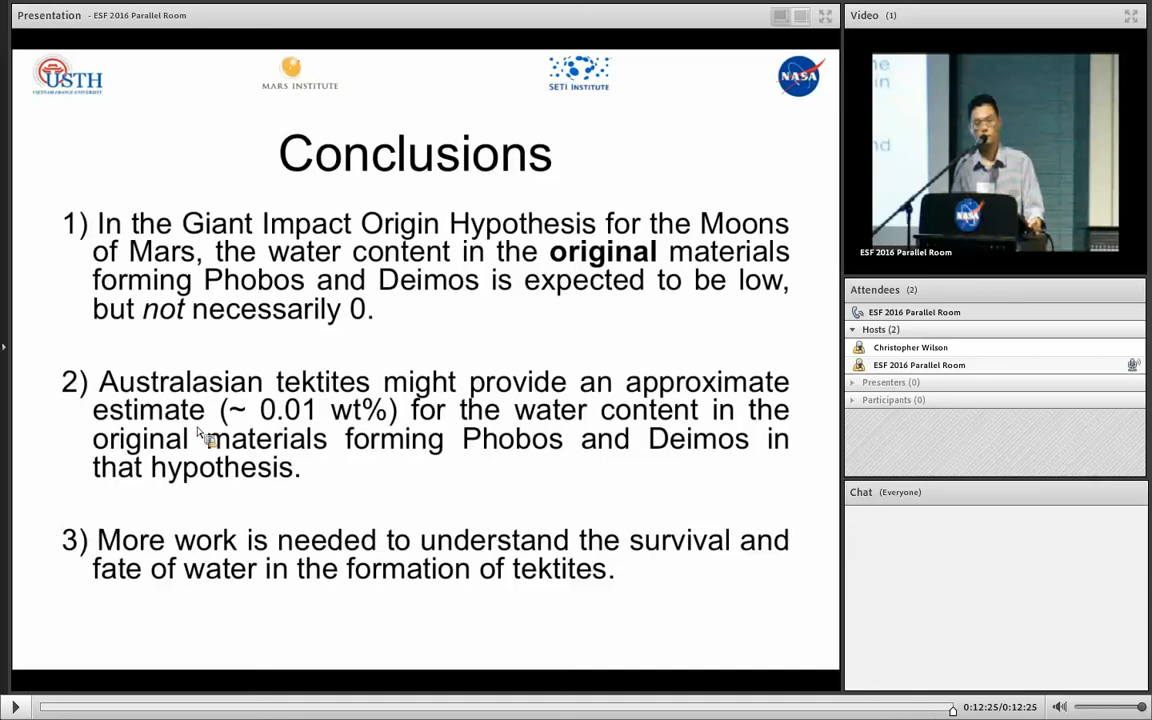 Presentation - ESF 2016 Parallel Room
USTH
VIETNAM FRANCE UNIVERSITY
MARS INSTITUTE
SETI INSTITUTE
NASA
Conclusions
1) In the Giant Impact Origin Hypothesis for the Moons
of Mars, the water content in the original materials
forming Phobos and Deimos is expected to be low,
but not necessarily 0.
2) Australasian tektites might provide an approximate
estimate (~ 0.01 wt%) for the water content in the
original materials forming Phobos and Deimos in
that hypothesis.
3) More work is needed to understand the survival and
fate of water in the formation of tektites.
Video (1)
NASA
ESF 2016 Parallel Room
Attendees (2)
ESF 2016 Parallel Room
Hosts (2)
Christopher Wilson
ESF 2016 Parallel Room
Presenters (0)
Participants (0)
Chat (Everyone)
0:12:25/0:12:25